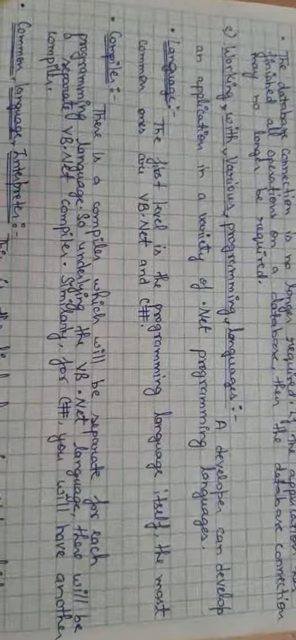 • The database connection is no longer required: if the application has
finished all operations on a database, then the database connection
may no longer be required.
c) Working with various programming languages :- A developer can develop
an application in a variety of .Net programming languages.
• Language:- The first level is the programming language itself, the most
common ones are VB.Net and C#.
• Compiler:- There is a compiler which will be separate for each
programming language. So underlying the VB.Net language, there will be
a separate VB.Net compiler. Similarly, for C#, you will have another
compiler.
• Common Language Interpreter:-